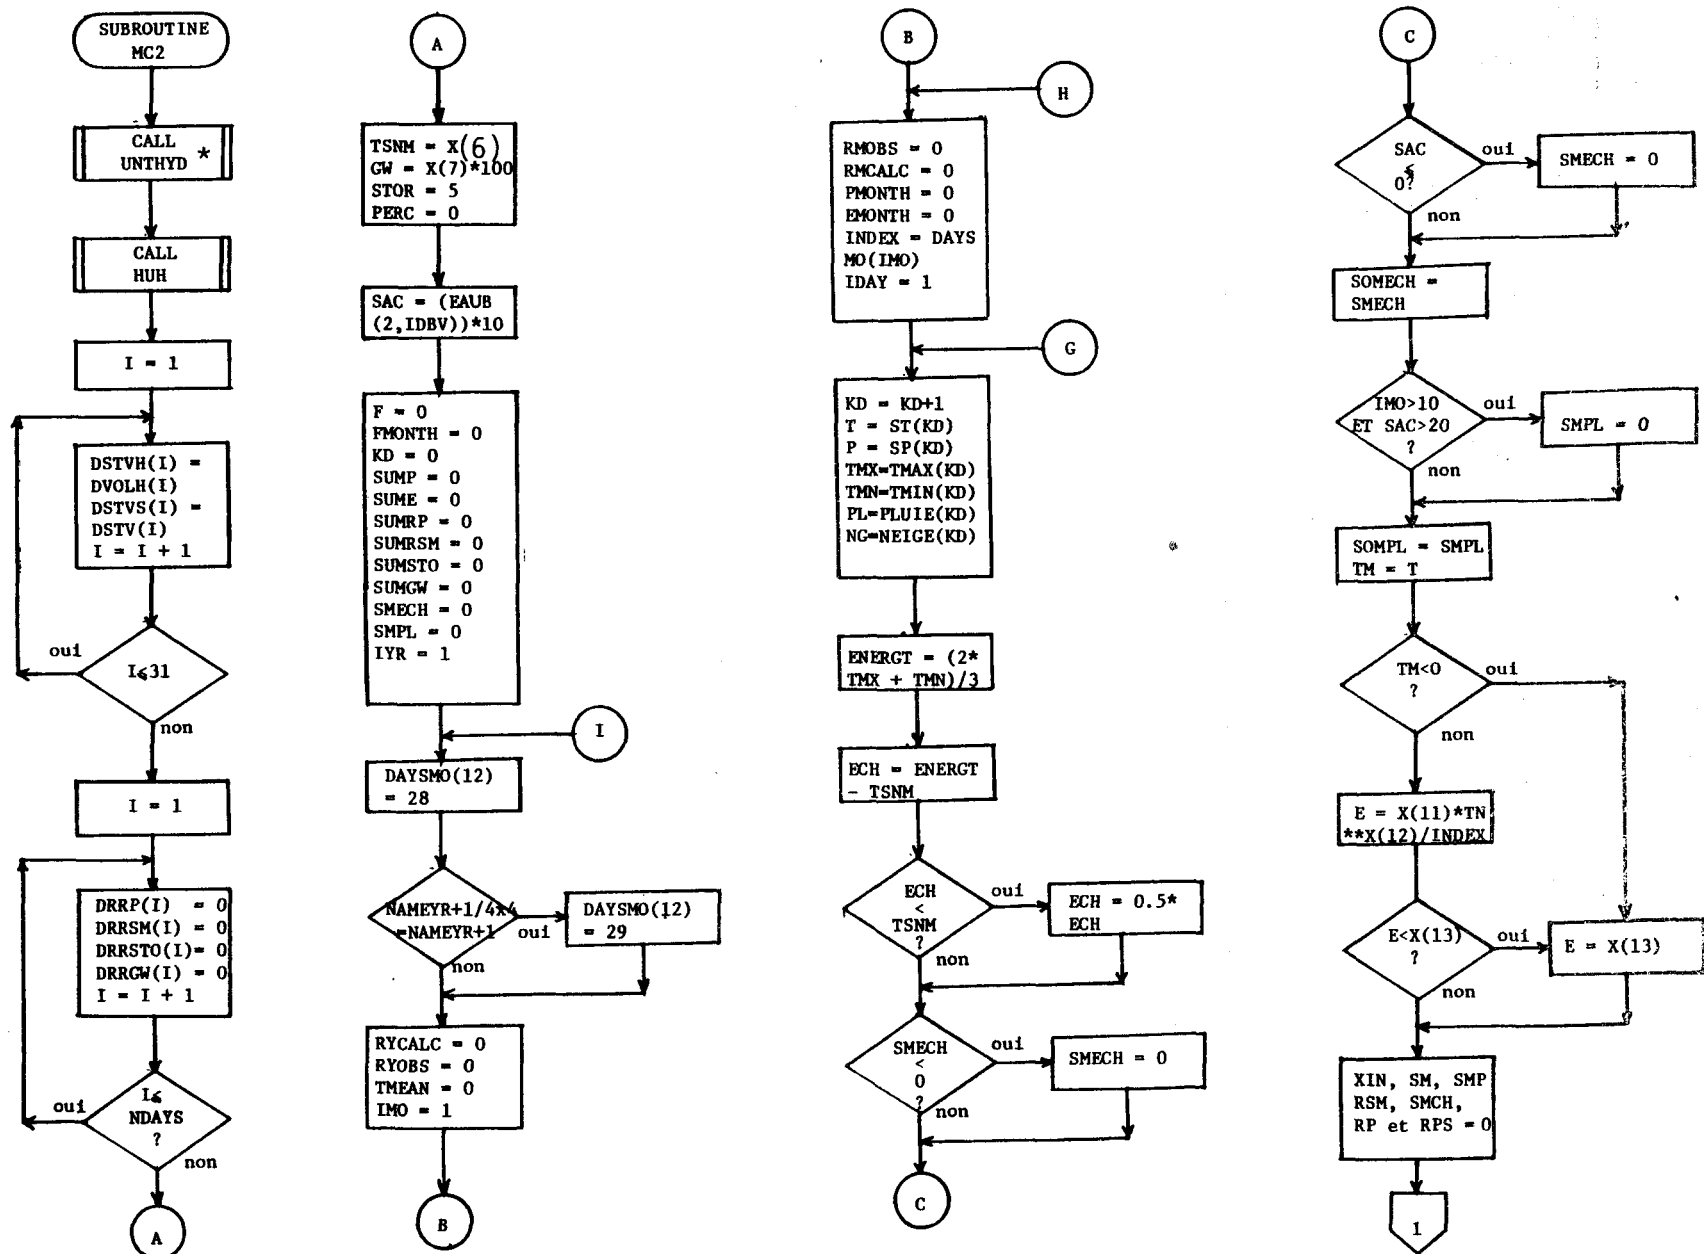 SUBROUTINE
MC2
CALL
UNTHYD *
CALL
HUH
I = 1
DSTVH(I) =
DVOLH(I)
DSTVS(I) =
DSTV(I)
I = I + 1
oui
I⩽31
non
I = 1
DRRP(I) = 0
DRRSM(I) = 0
DRRSTO(I)= 0
DRRGW(I) = 0
I = I + 1
oui
I⩽
NDAYS
?
non
A
A
TSNM = X(6)
GW = X(7)*100
STOR = 5
PERC = 0
SAC = (EAUB
(2,IDBV))*10
F = 0
FMONTH = 0
KD = 0
SUMP = 0
SUME = 0
SUMRP = 0
SUMRSM = 0
SUMSTO = 0
SUMGW = 0
SMECH = 0
SMPL = 0
IYR = 1
I
DAYSMO(12)
= 28
NAMEYR+1/4x4
=NAMEYR+1
oui
DAYSMO(12)
= 29
non
RYCALC = 0
RYOBS = 0
TMEAN = 0
IMO = 1
B
B
H
RMOBS = 0
RMCALC = 0
PMONTH = 0
EMONTH = 0
INDEX = DAYS
MO(IMO)
IDAY = 1
G
KD = KD+1
T = ST(KD)
P = SP(KD)
TMX=TMAX(KD)
TMN=TMIN(KD)
PL=PLUIE(KD)
NG=NEIGE(KD)
ENERGT = (2*
TMX + TMN)/3
ECH = ENERGT
- TSNM
ECH
<
TSNM
?
oui
ECH = 0.5*
ECH
non
SMECH
<
0
?
oui
SMECH = 0
non
C
C
SAC
⩽
0?
oui
SMECH = 0
non
SOMECH =
SMECH
IMO>10
ET SAC>20
?
oui
SMPL = 0
non
SOMPL = SMPL
TM = T
TM<0
?
oui
non
E = X(11)*TN
**X(12)/INDEX
E<X(13)
?
oui
E = X(13)
non
XIN, SM, SMP
RSM, SMCH,
RP et RPS = 0
1